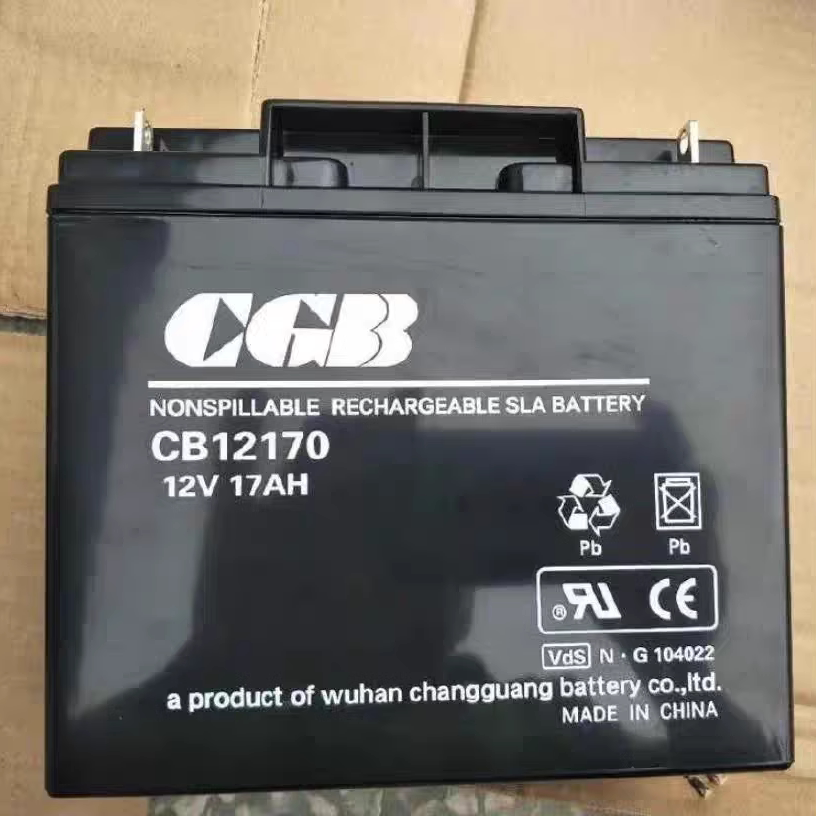 CGB
NONSPILLABLE RECHARGEABLE SLA BATTERY
CB12170
12V 17AH
Pb Pb
® RU CE
VdS N · G 104022
a product of wuhan changguang battery co.,ltd.
MADE IN CHINA